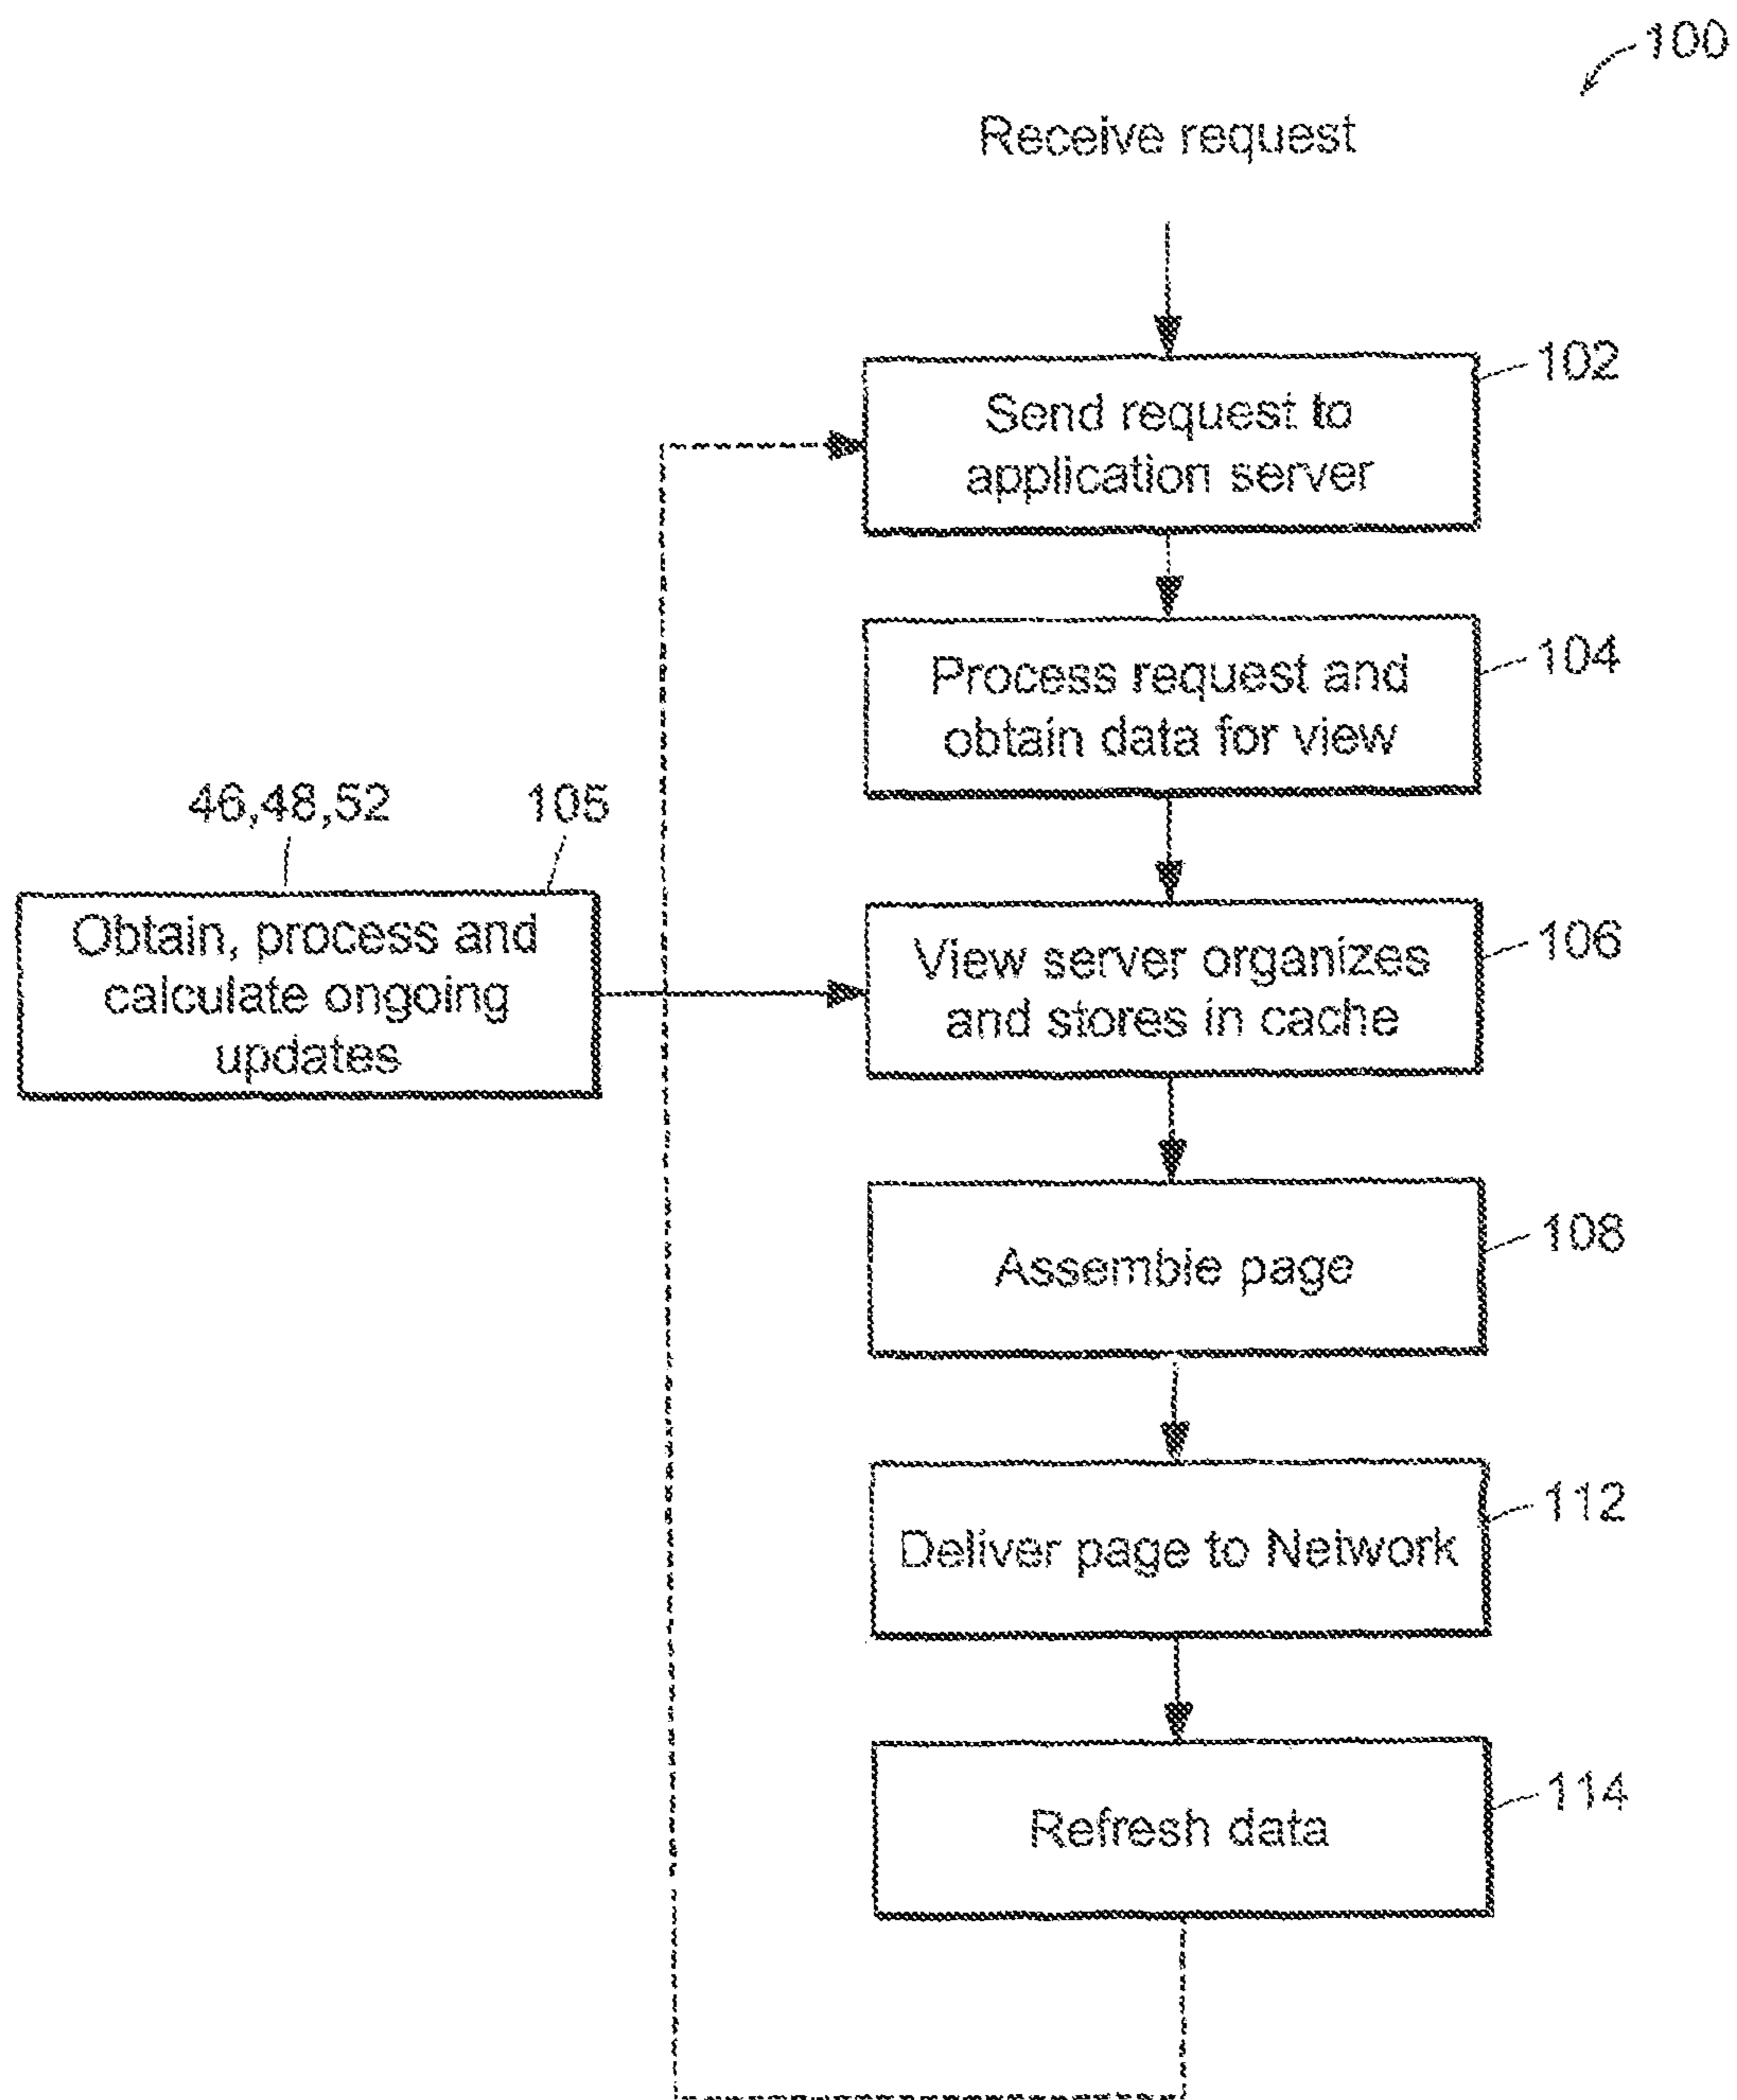 100
Receive request
102
Send request to
application server
104
Process request and
obtain data for view
46,48,52
105
Obtain, process and
calculate ongoing
updates
106
View server organizes
and stores in cache
108
Assemble page
112
Deliver page to Network
114
Refresh data